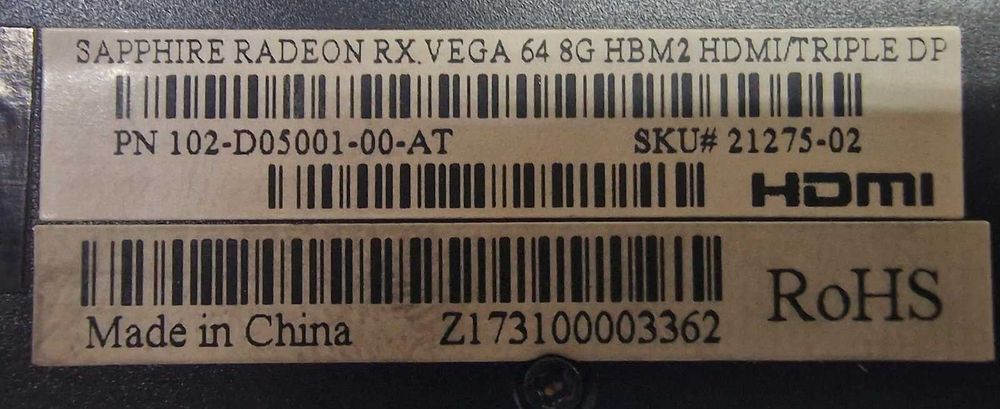 SAPPHIRE RADEON RX.VEGA 64 8G HBM2 HDMI/TRIPLE DP
PN 102-D05001-00-AT SKU# 21275-02
HDMI
RoHS
Made in China Z173100003362